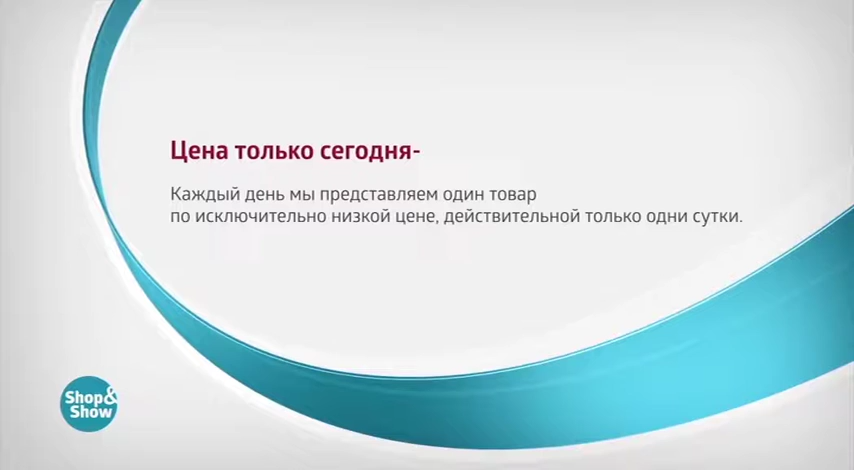 Цена только сегодня-
Каждый день мы представляем один товар
по исключительно низкой цене, действительной только одни сутки.
Shop&
Show